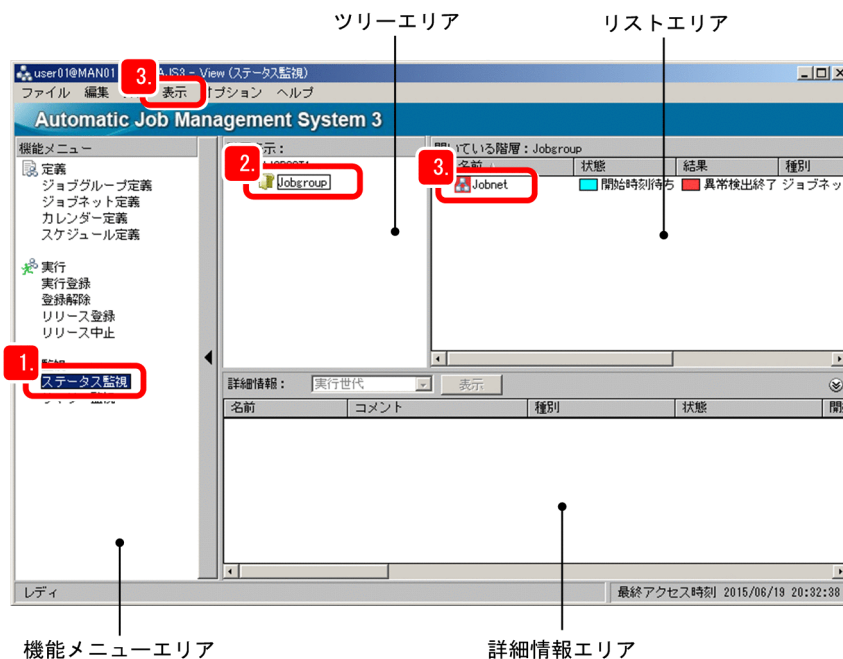 ツリーエリア
リストエリア
user01@MAN01
AJS3 - View (ステータス監視)
3.
ファイル 編集
表示
オプション ヘルプ
Automatic Job Management System 3
機能メニュー
定義
ジョブグループ定義
ジョブネット定義
カレンダー定義
スケジュール定義
実行
実行登録
登録解除
リリース登録
リリース中止
1.
ステータス監視
表示:
2.
Jobgroup
開いている階層:Jobgroup
名前
状態
結果
種別
3.
Jobnet
開始時刻待ち
異常検出終了
ジョブネッ
詳細情報:
実行世代
表示
名前
コメント
種別
状態
開
レディ
最終アクセス時刻 2015/06/19 20:32:38
機能メニューエリア
詳細情報エリア